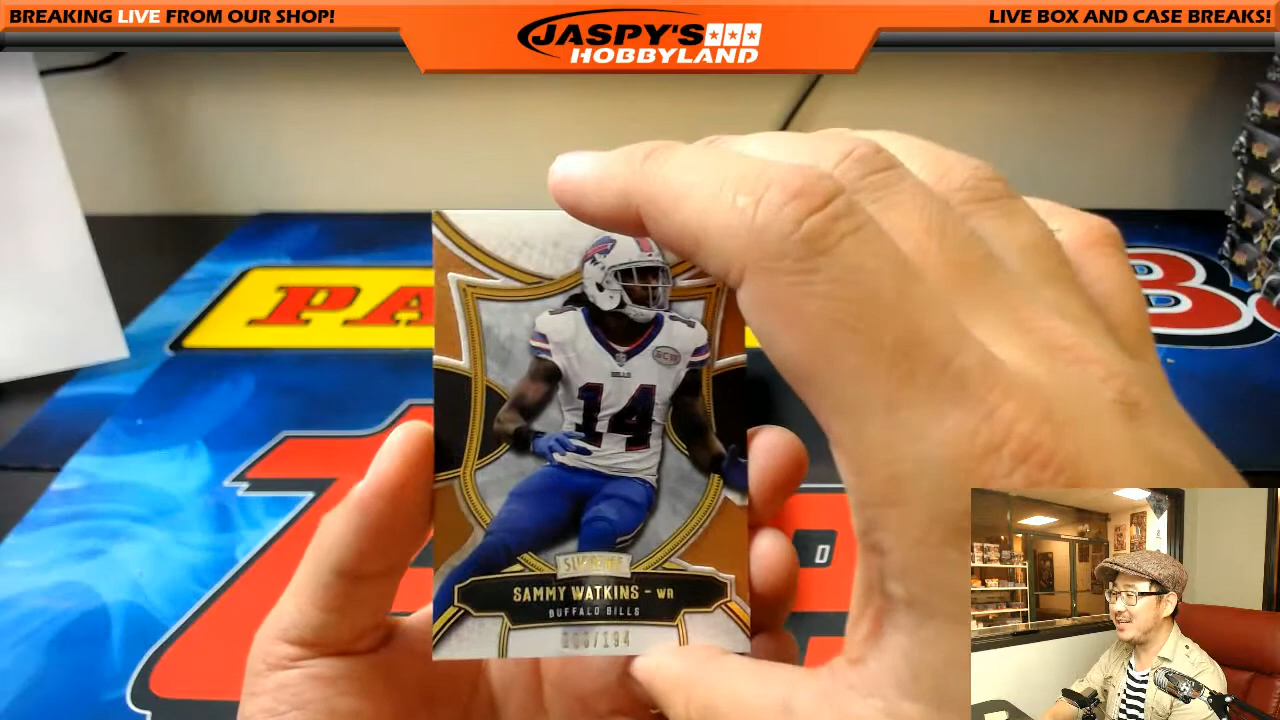 BREAKING LIVE FROM OUR SHOP!
JASPY'S
HOBBYLAND
LIVE BOX AND CASE BREAKS!
PA
B
14
BILLS
SUPREME
SAMMY WATKINS - WR
BUFFALO BILLS
/194